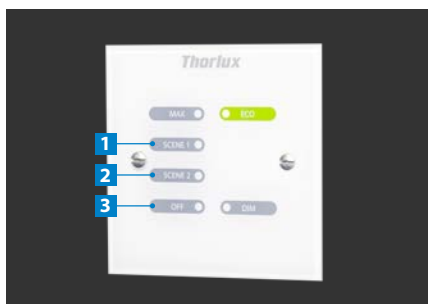 Thorlux
MAX ECO
1 SCENE 1
2 SCENE 2
3 OFF DIM